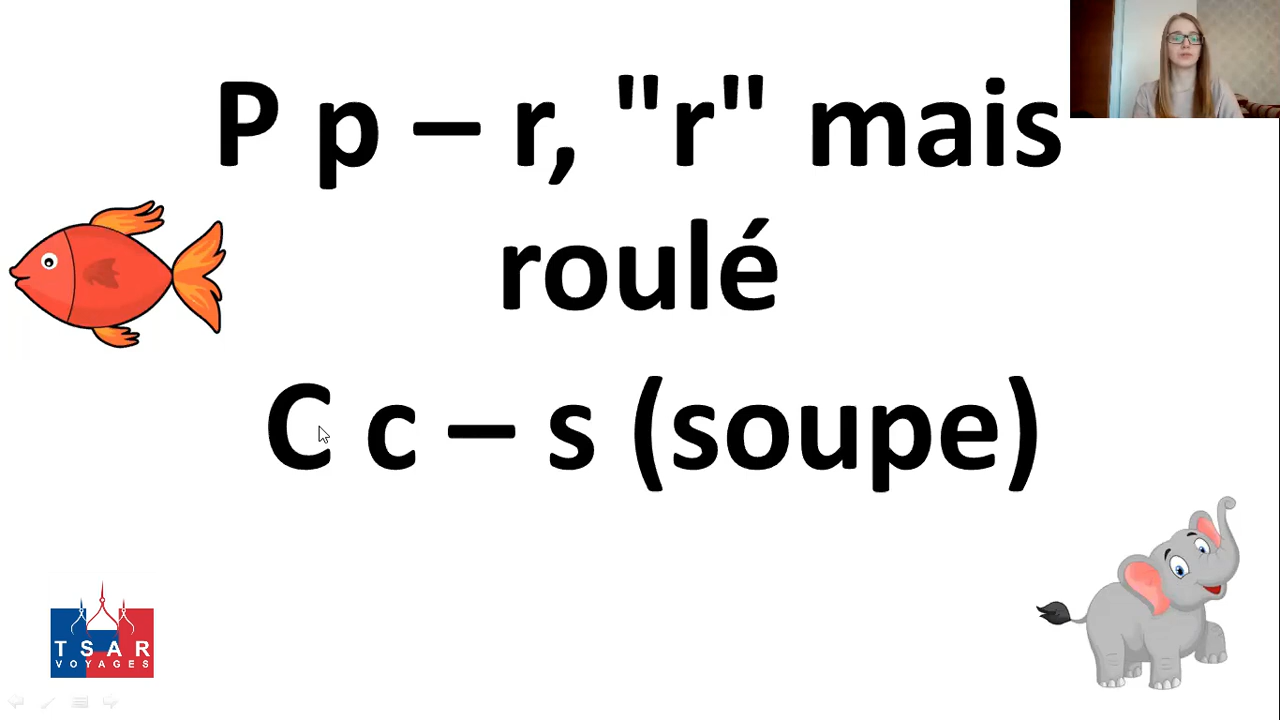 Р р – r, "r" mais
roulé
С с – s (soupe)
TSAR
VOYAGES